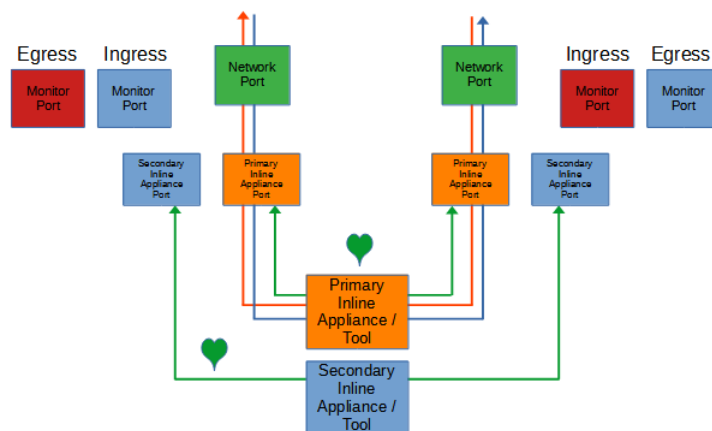 Egress
Ingress
Ingress
Egress
Monitor
Port
Monitor
Port
Network
Port
Network
Port
Monitor
Port
Monitor
Port
Secondary
Inline
Appliance
Port
Primary
Inline
Appliance
Port
Primary
Inline
Appliance
Port
Secondary
Inline
Appliance
Port
Primary
Inline
Appliance /
Tool
Secondary
Inline
Appliance /
Tool